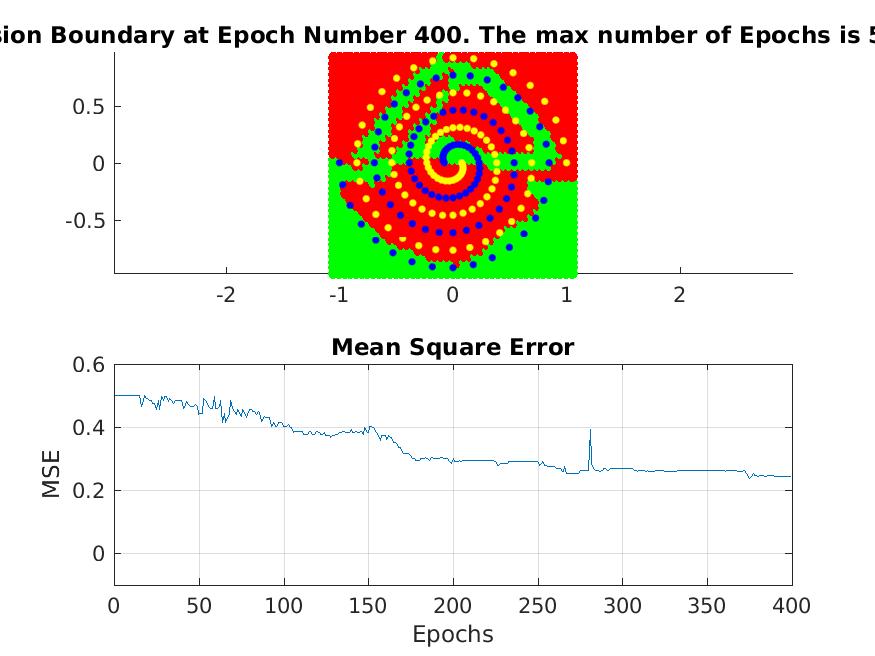 sion Boundary at Epoch Number 400. The max number of Epochs is 5
0.5
0
-0.5
-2 -1 0 1 2
Mean Square Error
0.6
0.4
0.2
0
MSE
0 50 100 150 200 250 300 350 400
Epochs